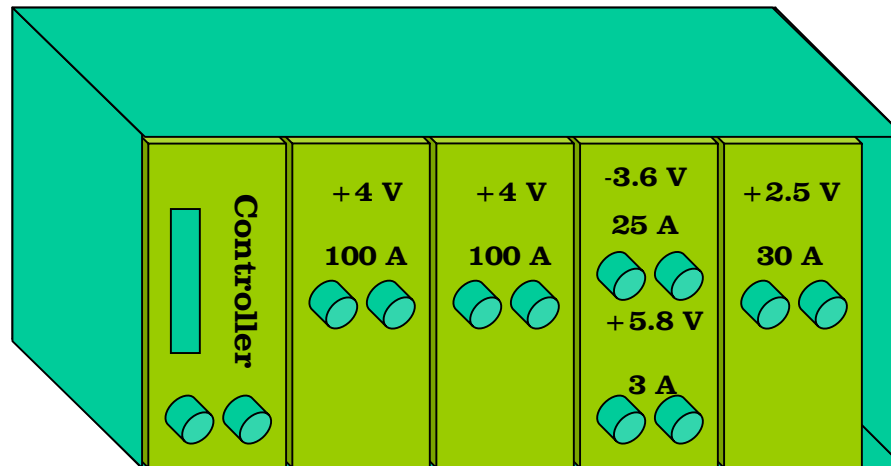 Controller
+4 V
100 A
+4 V
100 A
-3.6 V
25 A
+5.8 V
3 A
+2.5 V
30 A